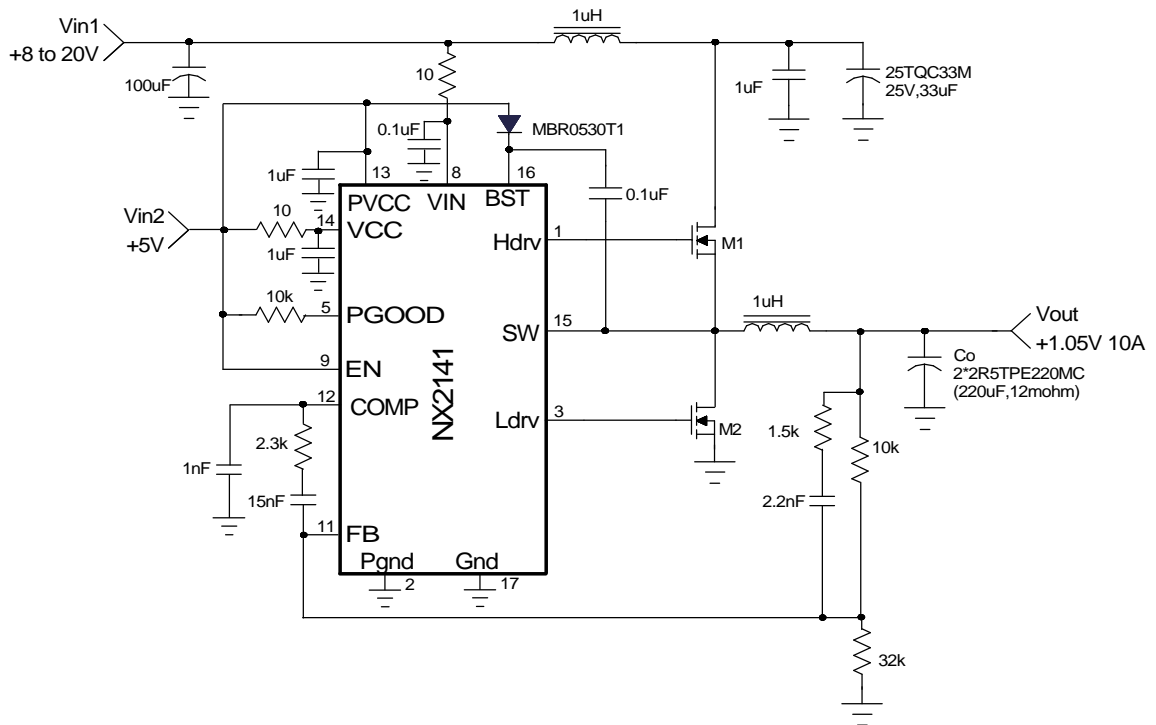 Vin1
+8 to 20V
1uH
100uF
10
1uF
25TQC33M
25V,33uF
0.1uF
MBR0530T1
1uF
13
8
16
0.1uF
PVCC
VIN
BST
Vin2
+5V
10
14
VCC
1uF
Hdrv
1
M1
10k
5
PGOOD
SW
15
1uH
Vout
+1.05V 10A
9
EN
Co
2*2R5TPE220MC
(220uF,12mohm)
12
COMP
NX2141
Ldrv
3
M2
2.3k
1.5k
10k
1nF
15nF
2.2nF
11
FB
Pgnd
Gnd
2
17
32k